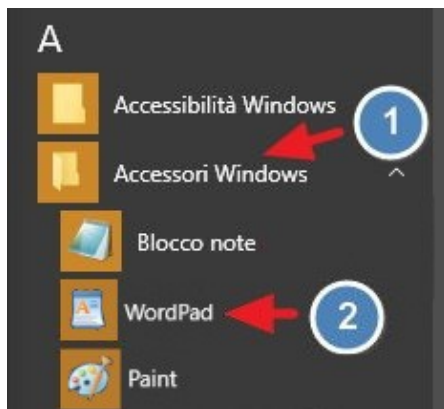 A
Accessibilità Windows
1
Accessori Windows
Blocco note
WordPad
2
Paint